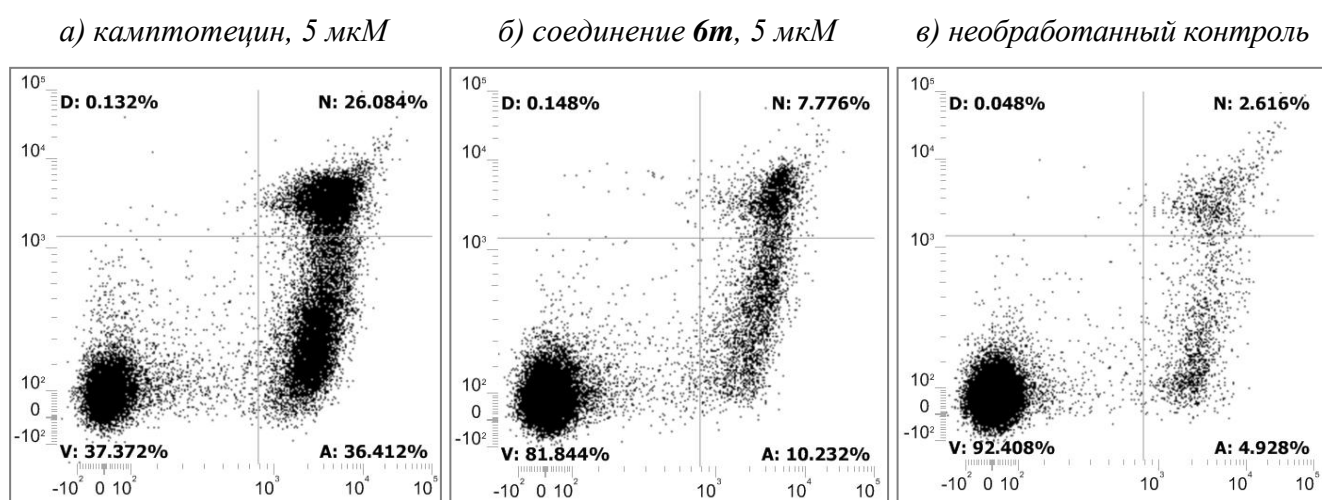 а) камптотецин, 5 мкМ б) соединение 6т, 5 мкМ в) необработанный контроль
10⁵ D: 0.132% N: 26.084% 10⁵ D: 0.148% N: 7.776% 10⁵ D: 0.048% N: 2.616%
10⁴ 10⁴ 10⁴
10³ 10³ 10³
10² 10² 10²
0 0 0
-10² V: 37.372% A: 36.412% -10² V: 81.844% A: 10.232% -10² V: 92.408% A: 4.928%
-10² 0 10² 10³ 10⁴ 10⁵ -10² 0 10² 10³ 10⁴ 10⁵ -10² 0 10² 10³ 10⁴ 10⁵